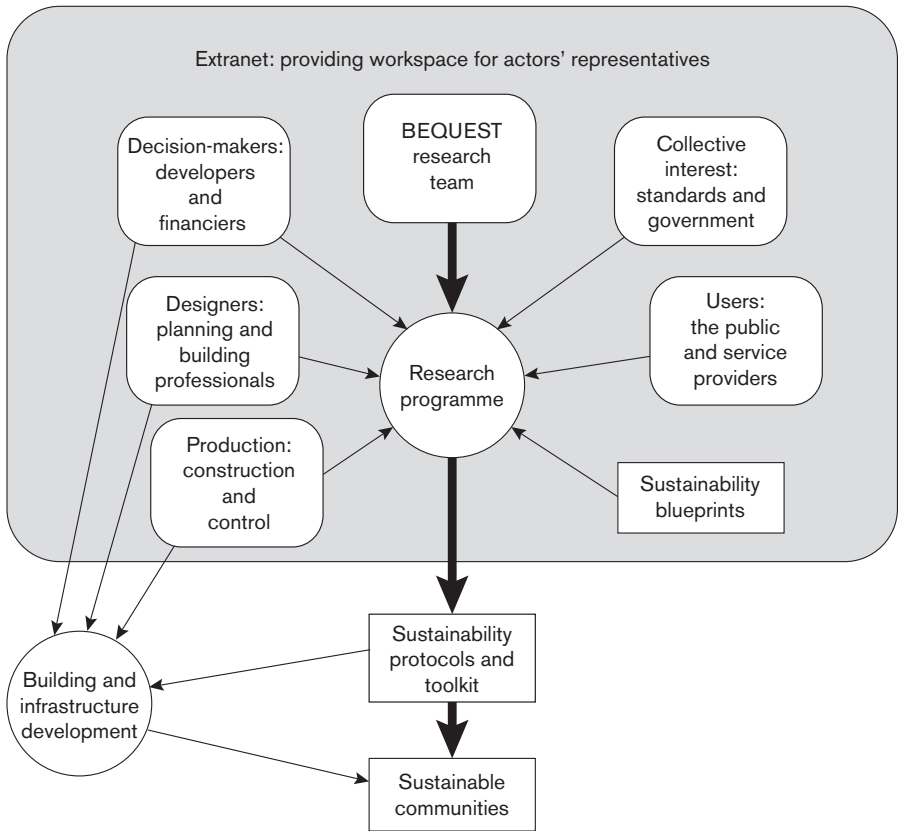 Extranet: providing workspace for actors' representatives
Decision-makers:
developers
and
financiers
BEQUEST
research
team
Collective
interest:
standards and
government
Designers:
planning and
building
professionals
Users:
the public
and service
providers
Research
programme
Production:
construction
and
control
Sustainability
blueprints
Sustainability
protocols and
toolkit
Building and
infrastructure
development
Sustainable
communities